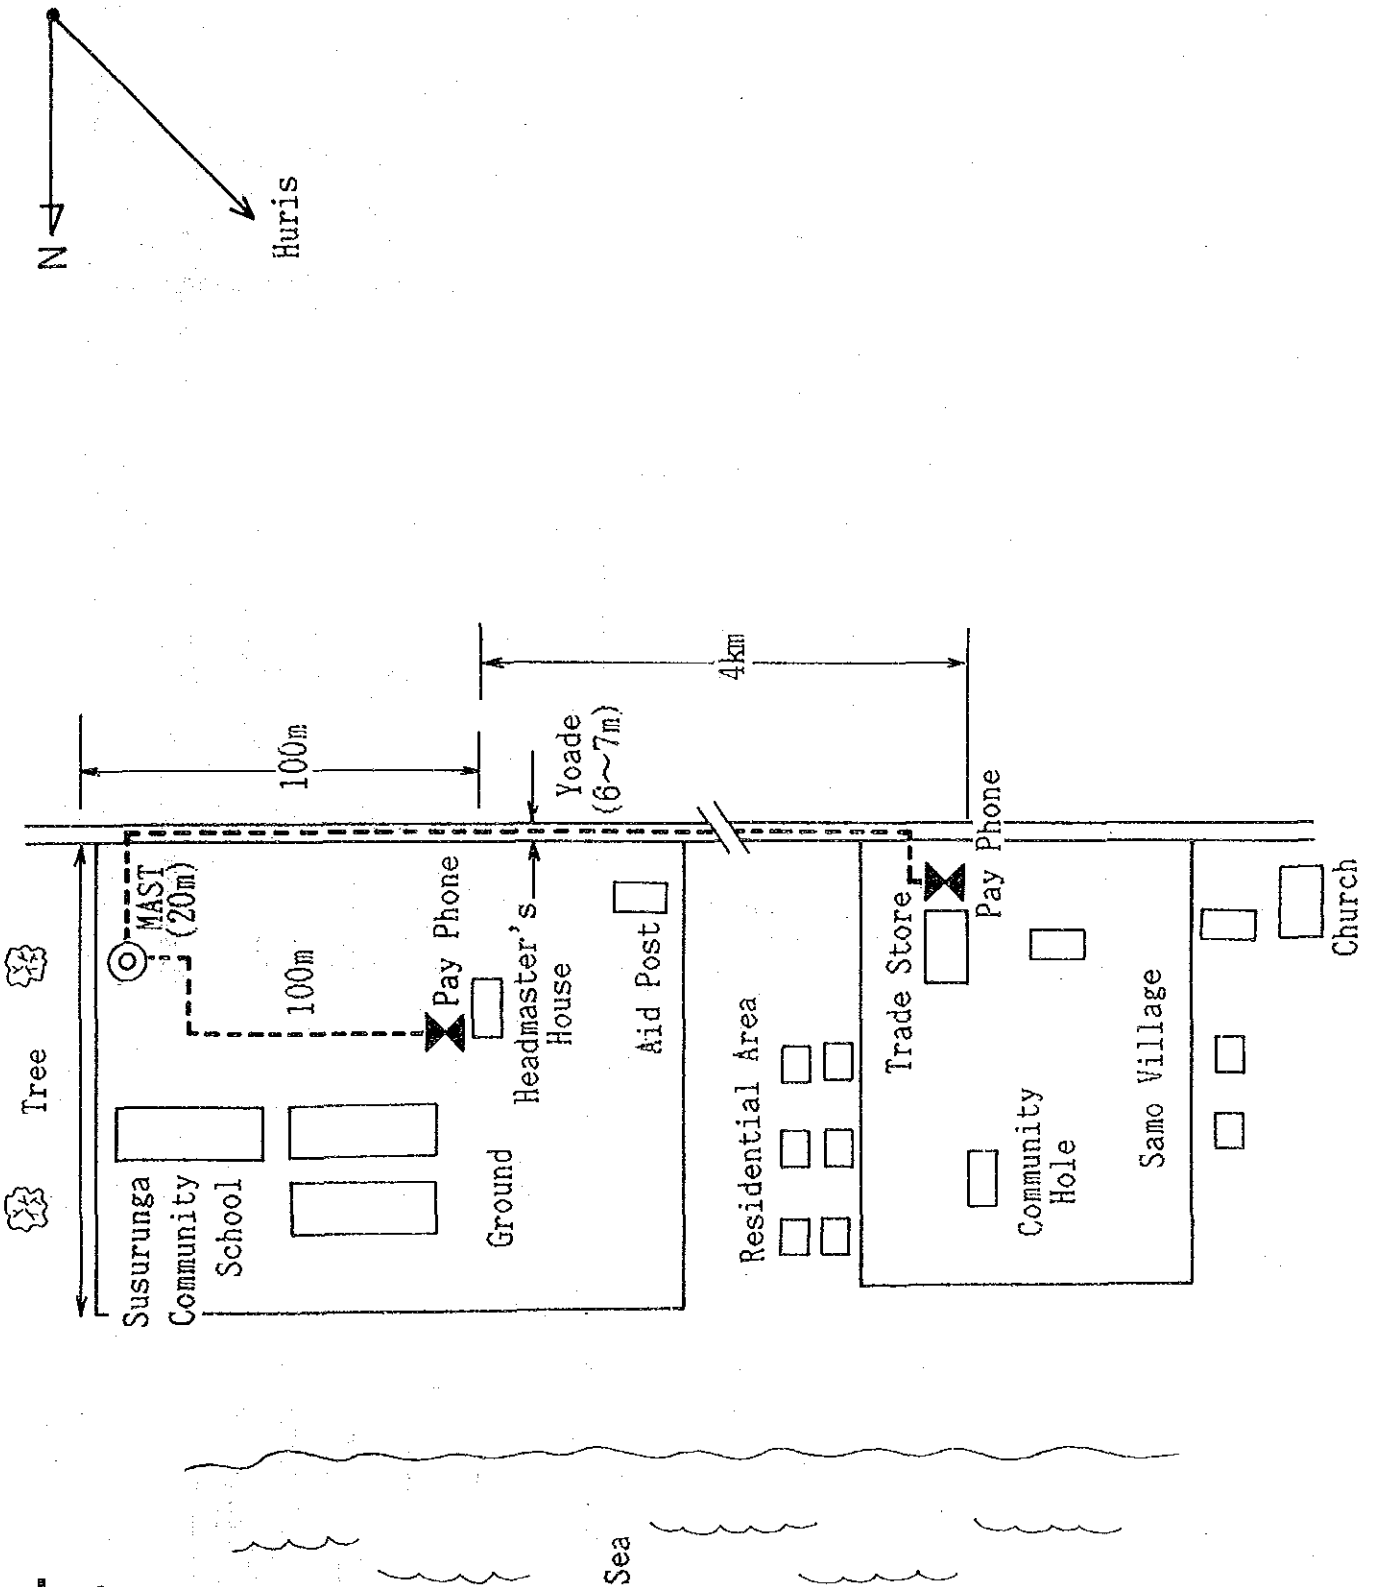 Sea
Tree
Susurunga
Community
School
Ground
MAST
(20m)
100m
Pay Phone
Headmaster's
House
Aid Post
100m
Yoade
(6~7m)
4km
Residential Area
Trade Store
Pay Phone
Community
Hole
Samo Village
Church
N
Huris